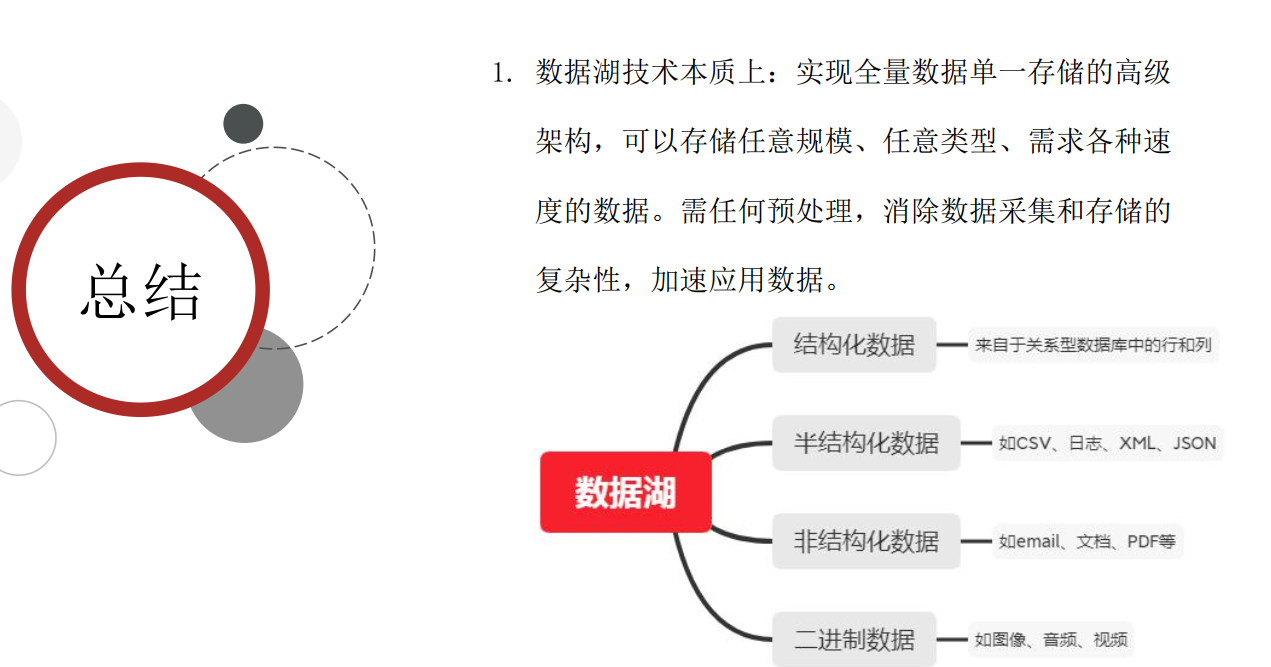 总结
1. 数据湖技术本质上：实现全量数据单一存储的高级
架构，可以存储任意规模、任意类型、需求各种速
度的数据。需任何预处理，消除数据采集和存储的
复杂性，加速应用数据。
数据湖
结构化数据
来自于关系型数据库中的行和列
半结构化数据
如CSV、日志、XML、JSON
非结构化数据
如email、文档、PDF等
二进制数据
如图像、音频、视频